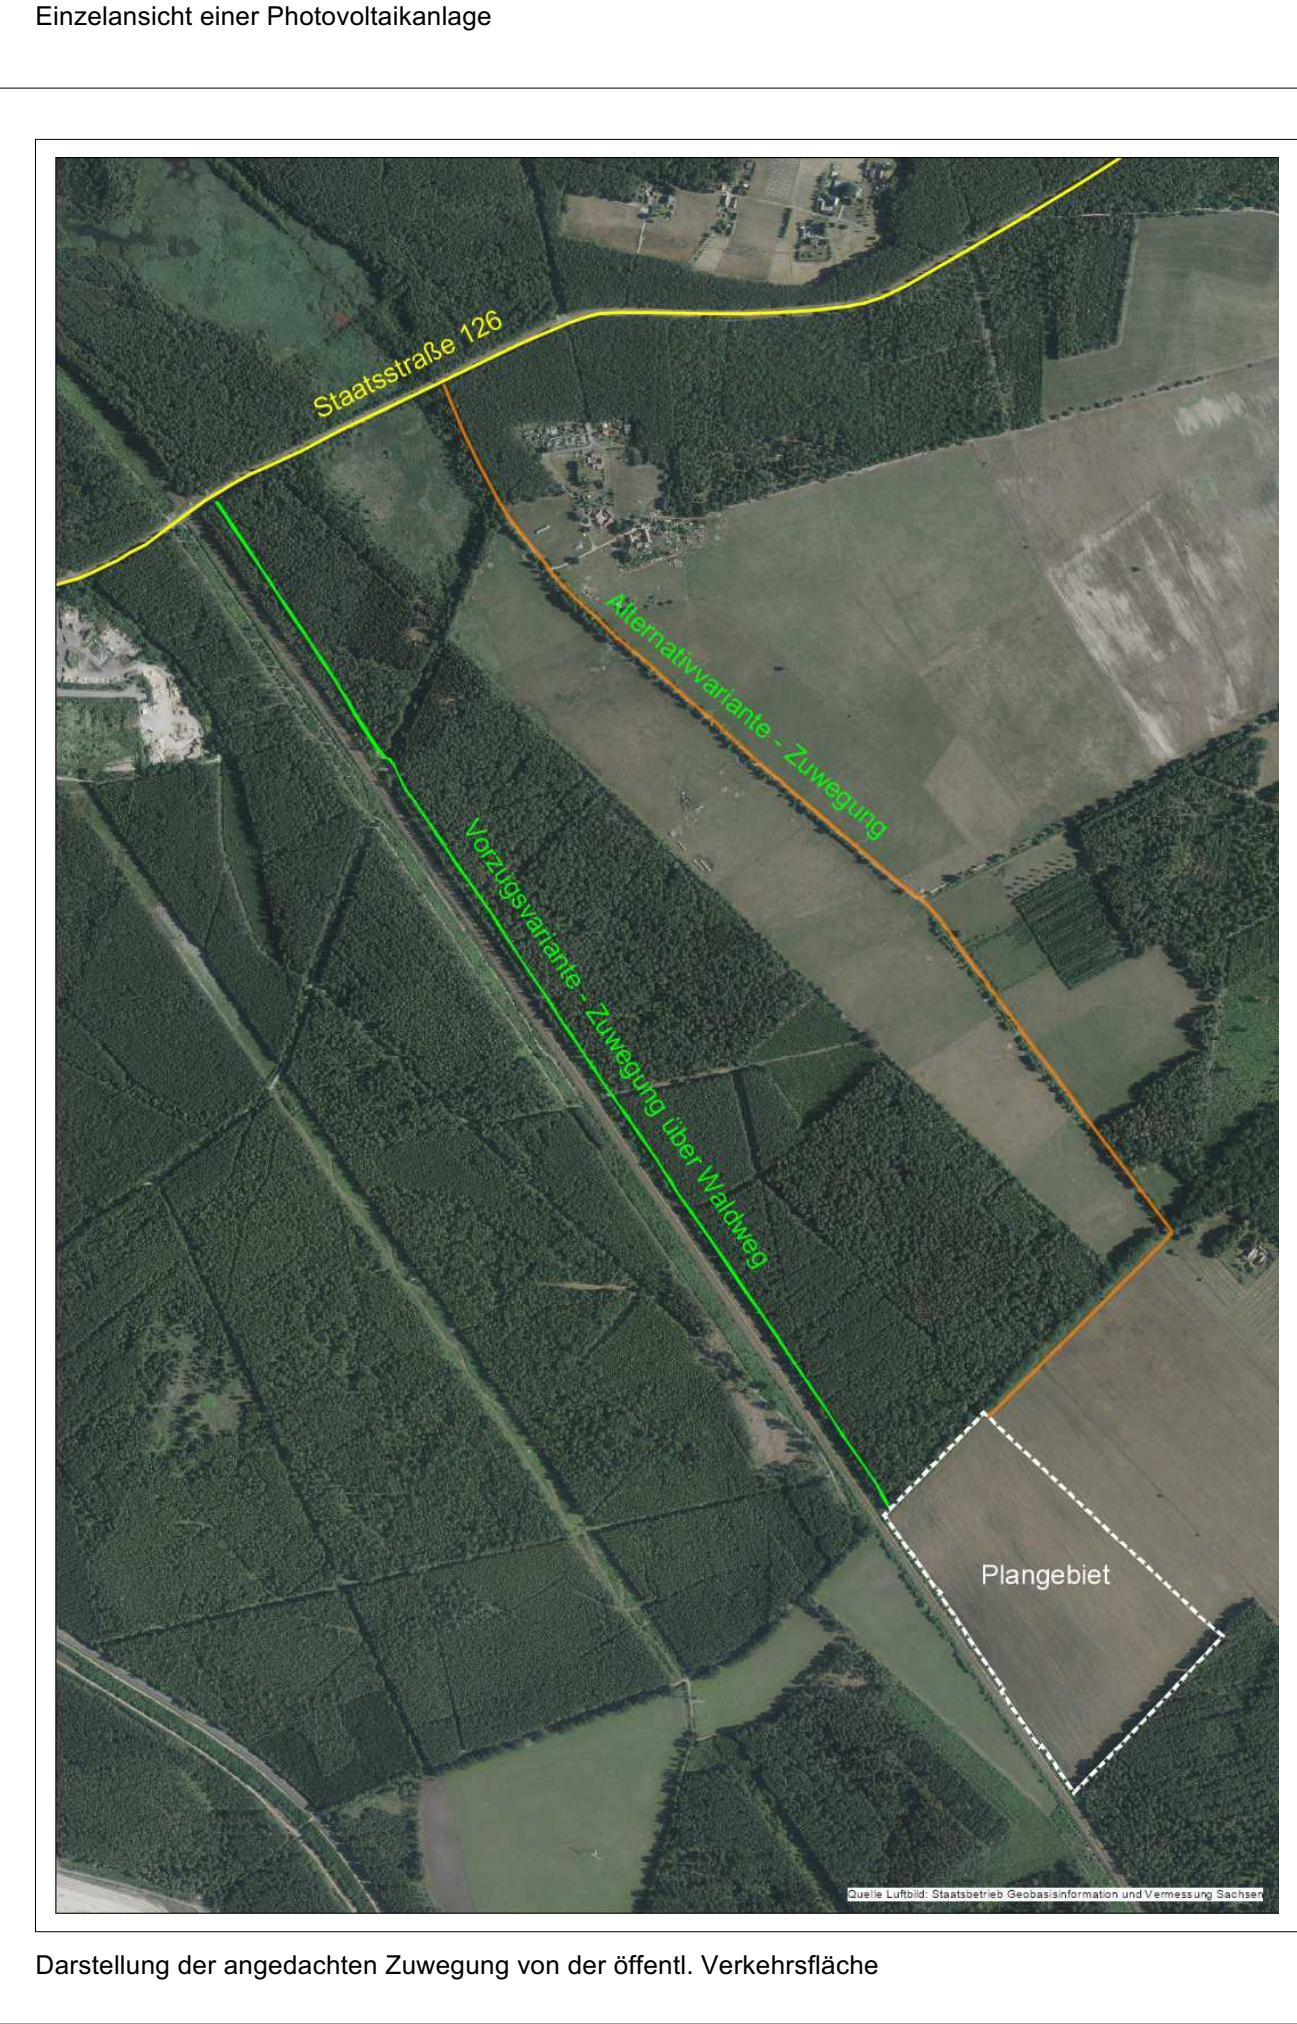 Einzelansicht einer Photovoltaikanlage
Staatsstraße 126
Alternativvariante - Zuwegung
Vorzugsvariante - Zuwegung über Waldweg
Plangebiet
Quelle Luftbild: Staatsbetrieb Geobasisinformation und Vermessung Sachsen
Darstellung der angedachten Zuwegung von der öffentl. Verkehrsfläche